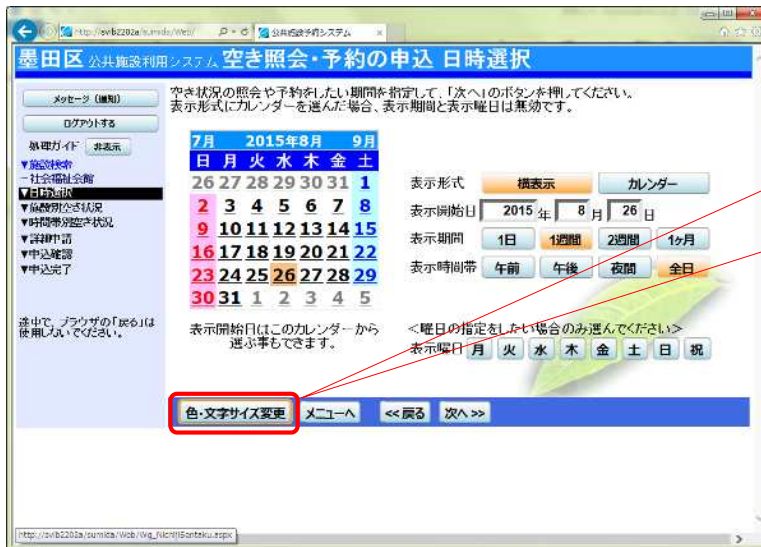 公共施設予約システム
墨田区 公共施設利用システム 空き照会・予約の申込 日時選択
メッセージ（通知）
ログアウトする
処理ガイド 非表示
▼施設検索
－社会福祉会館
▼日時選択
▼施設別空き状況
▼時間帯別空き状況
▼詳細申請
▼申込確認
▼申込完了
途中で、ブラウザの「戻る」は
使用しないでください。
空き状況の照会や予約をしたい期間を指定して、「次へ」のボタンを押してください。
表示形式にカレンダーを選んだ場合、表示期間と表示曜日は無効です。
7月 2015年8月 9月
日 月 火 水 木 金 土
26 27 28 29 30 31 1
2 3 4 5 6 7 8
9 10 11 12 13 14 15
16 17 18 19 20 21 22
23 24 25 26 27 28 29
30 31 1 2 3 4 5
表示開始日はこのカレンダーから
選ぶ事もできます。
表示形式 横表示 カレンダー
表示開始日 2015 年 8 月 26 日
表示期間 1日 1週間 2週間 1ヶ月
表示時間帯 午前 午後 夜間 全日
＜曜日の指定をしたい場合のみ選んでください＞
表示曜日 月 火 水 木 金 土 日 祝
色・文字サイズ変更 メニューへ <<戻る 次へ>>